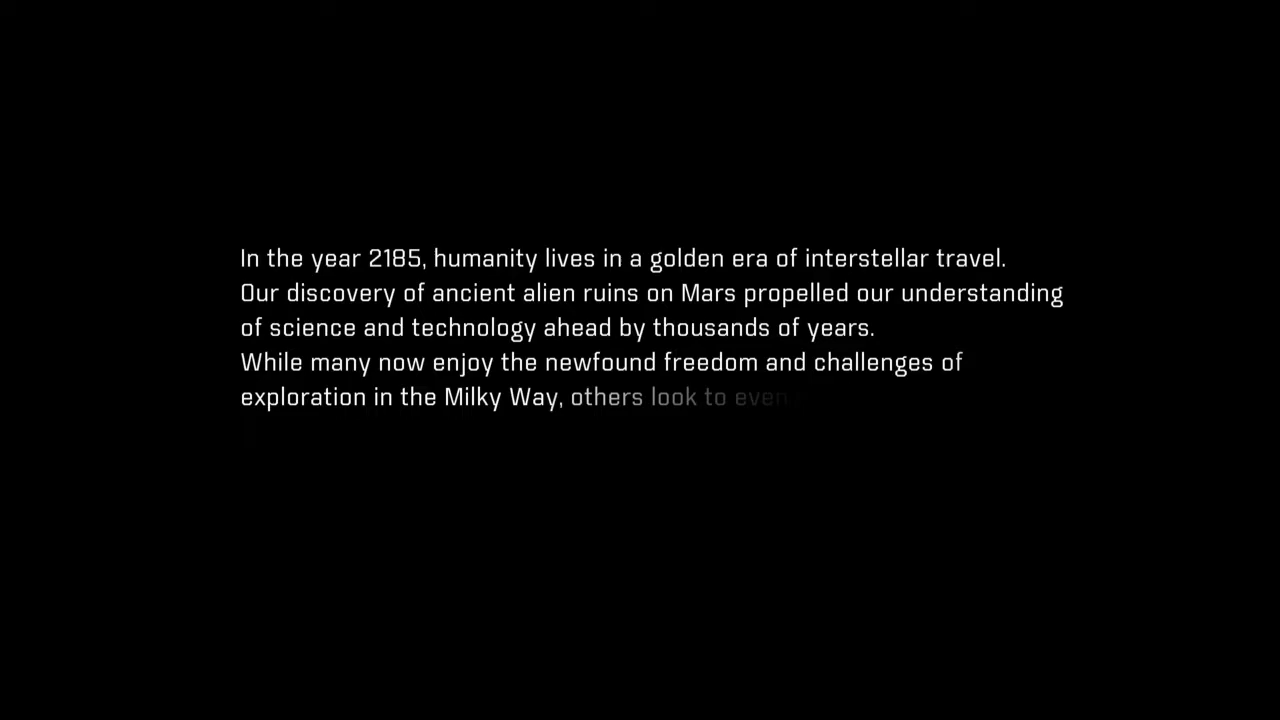 In the year 2185, humanity lives in a golden era of interstellar travel.
Our discovery of ancient alien ruins on Mars propelled our understanding
of science and technology ahead by thousands of years.
While many now enjoy the newfound freedom and challenges of
exploration in the Milky Way, others look to even